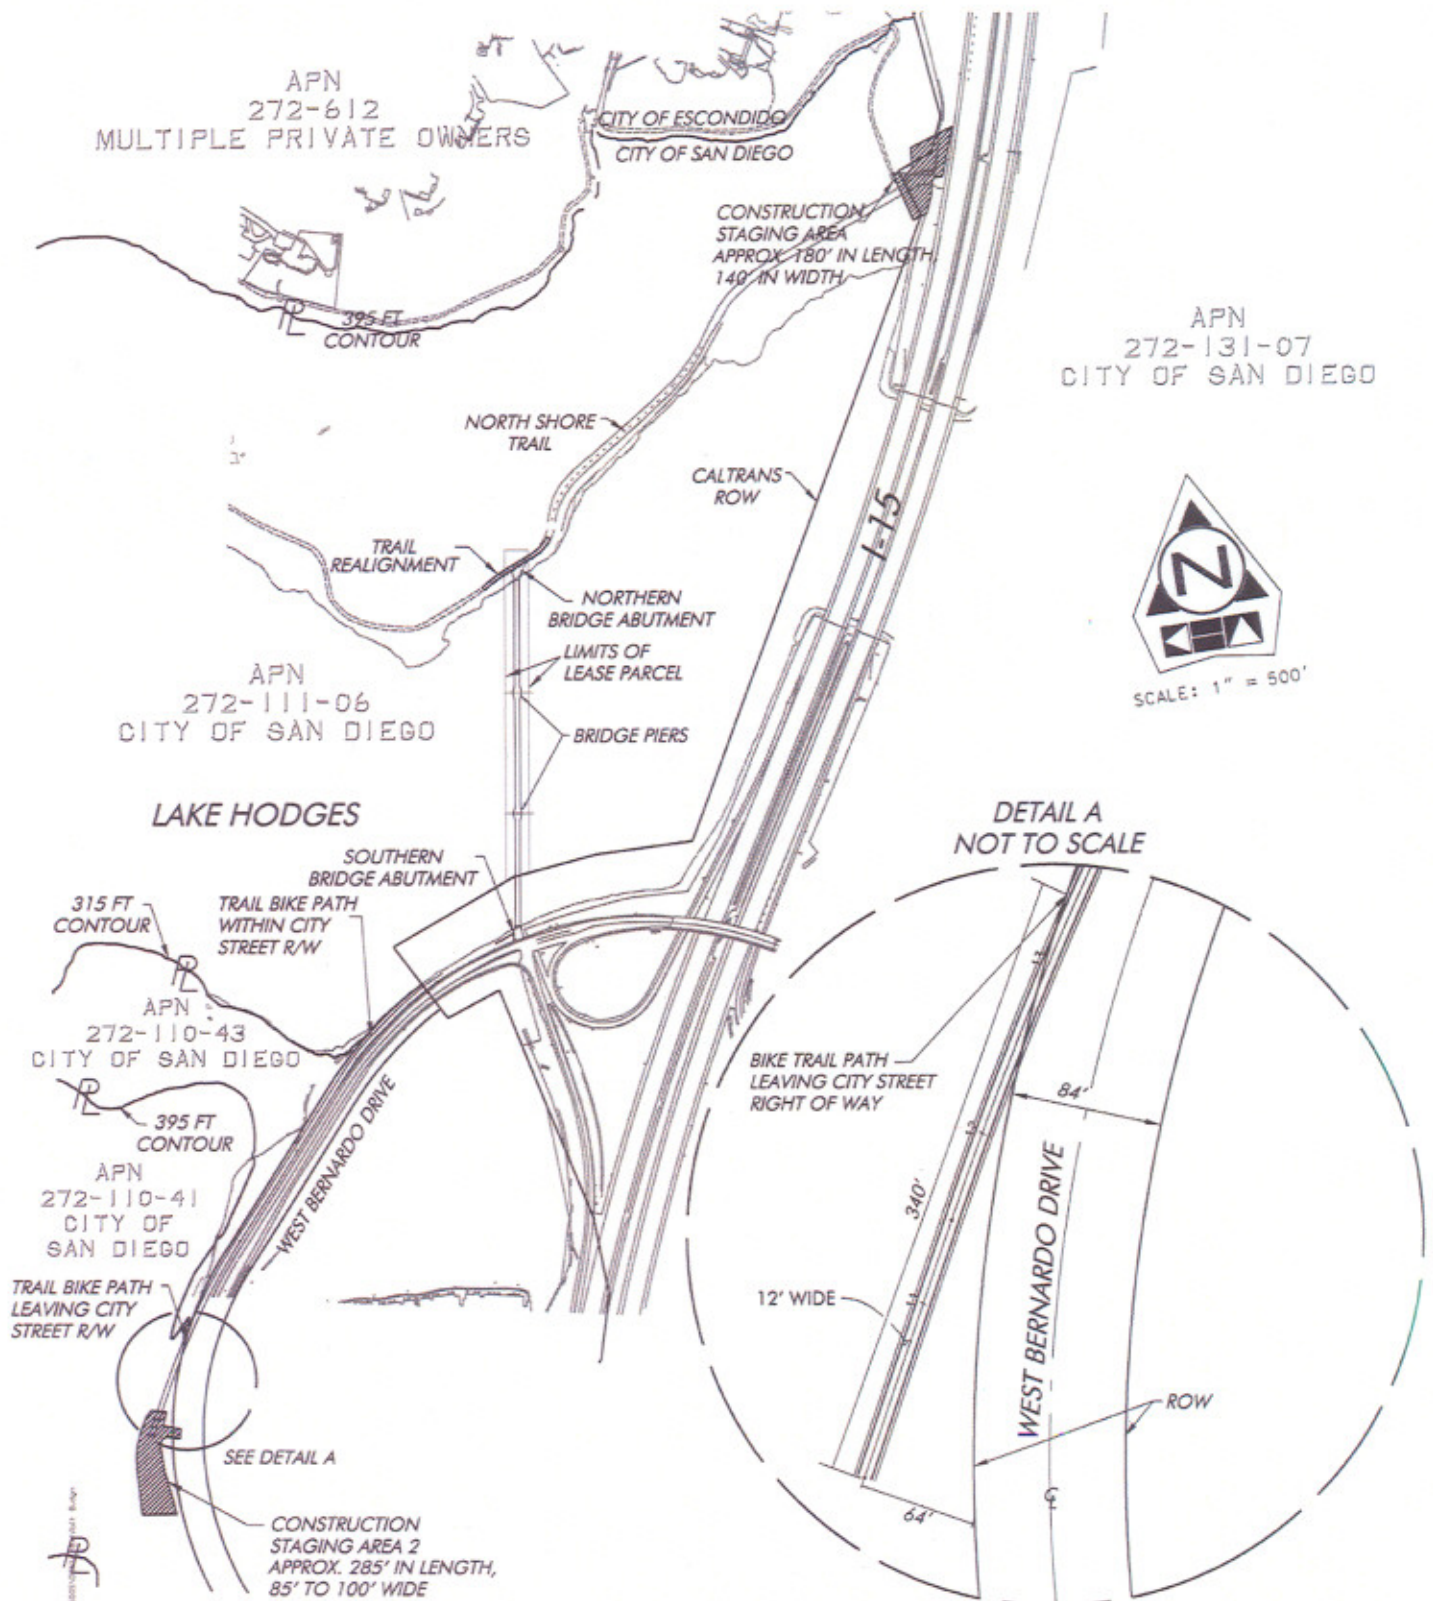 APN
272-612
MULTIPLE PRIVATE OWNERS
CITY OF ESCONDIDO
CITY OF SAN DIEGO
CONSTRUCTION
STAGING AREA
APPROX. 180' IN LENGTH,
140' IN WIDTH
PL
395 FT
CONTOUR
APN
272-131-07
CITY OF SAN DIEGO
NORTH SHORE
TRAIL
CALTRANS
ROW
I-15
TRAIL
REALIGNMENT
N
NORTHERN
BRIDGE ABUTMENT
LIMITS OF
LEASE PARCEL
SCALE: 1" = 500'
APN
272-111-06
CITY OF SAN DIEGO
BRIDGE PIERS
LAKE HODGES
DETAIL A
NOT TO SCALE
SOUTHERN
BRIDGE ABUTMENT
315 FT
CONTOUR
TRAIL BIKE PATH
WITHIN CITY
STREET R/W
PL
APN
272-110-43
CITY OF SAN DIEGO
PL
395 FT
CONTOUR
WEST BERNARDO DRIVE
APN
272-110-41
CITY OF
SAN DIEGO
TRAIL BIKE PATH
LEAVING CITY
STREET R/W
SEE DETAIL A
CONSTRUCTION
STAGING AREA 2
APPROX. 285' IN LENGTH,
85' TO 100' WIDE
PL
13
BIKE TRAIL PATH
LEAVING CITY STREET
RIGHT OF WAY
84'
12
340'
WEST BERNARDO DRIVE
12' WIDE
11
ROW
64'